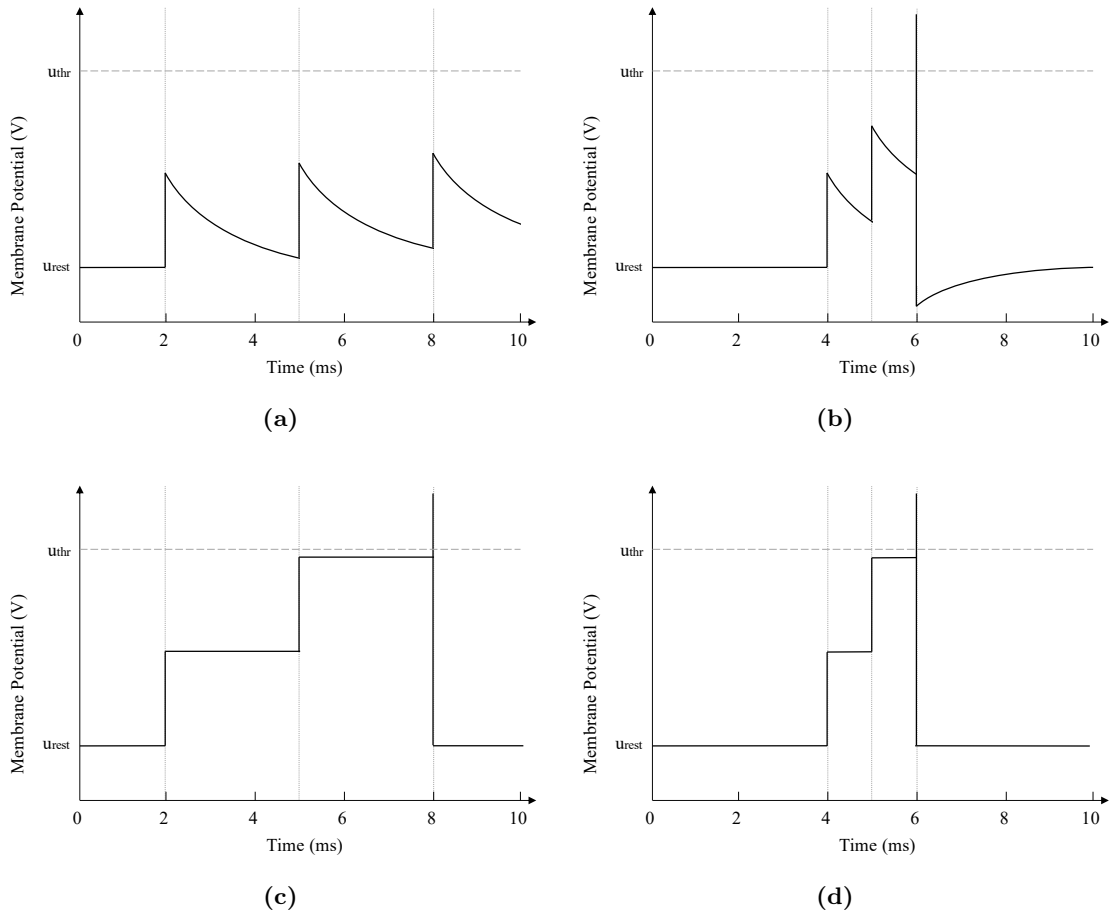 uthr
urest
Membrane Potential (V)
0 2 4 6 8 10
Time (ms)
(a)
uthr
urest
Membrane Potential (V)
0 2 4 6 8 10
Time (ms)
(b)
uthr
urest
Membrane Potential (V)
0 2 4 6 8 10
Time (ms)
(c)
uthr
urest
Membrane Potential (V)
0 2 4 6 8 10
Time (ms)
(d)